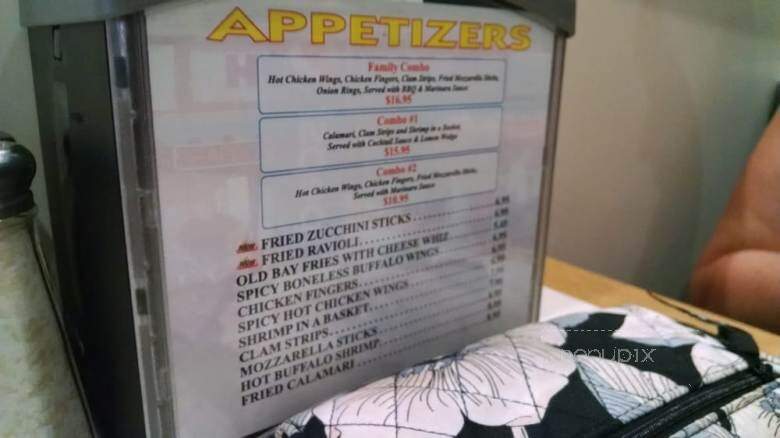 APPETIZERS
Family Combo
Hot Chicken Wings, Chicken Fingers, Clam Strips, Fried Mozzarella Sticks,
Onion Rings, Served with BBQ & Marinara Sauce
$16.95
Combo #1
Calamari, Clam Strips and Shrimp in a Basket,
Served with Cocktail Sauce & Lemon Wedge
$15.95
Combo #2
Hot Chicken Wings, Chicken Fingers, Fried Mozzarella Sticks,
Served with Marinara Sauce
$10.95
FRIED ZUCCHINI STICKS
FRIED RAVIOLI
OLD BAY FRIES WITH CHEESE WHIZ
SPICY BONELESS BUFFALO WINGS
CHICKEN FINGERS
SPICY HOT CHICKEN WINGS
SHRIMP IN A BASKET
CLAM STRIPS
MOZZARELLA STICKS
HOT BUFFALO SHRIMP
FRIED CALAMARI